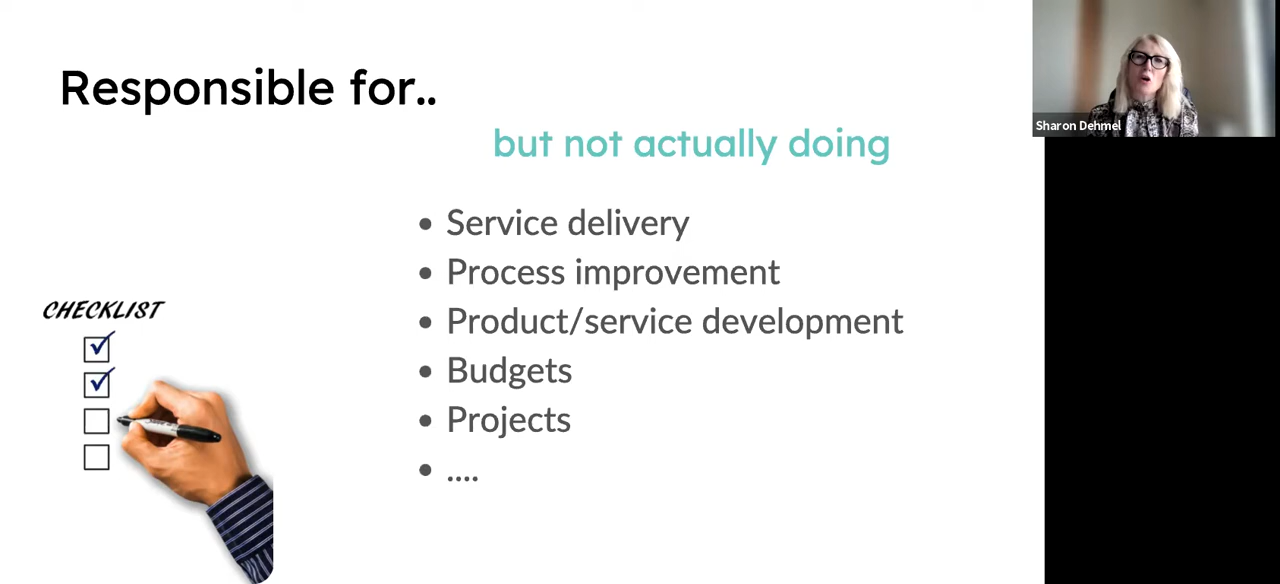 Responsible for..
but not actually doing
• Service delivery
• Process improvement
• Product/service development
• Budgets
• Projects
• ....
CHECKLIST
Sharon Dehmel